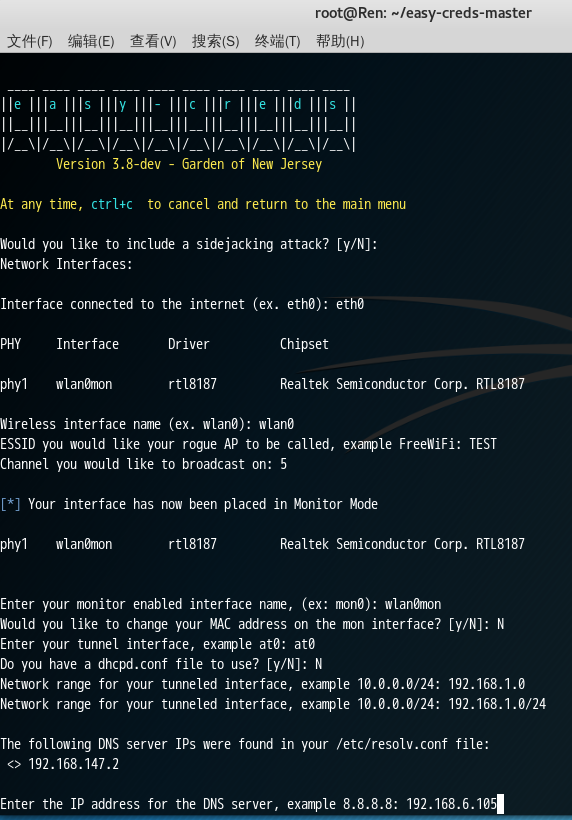 root@Ren: ~/easy-creds-master
文件(F) 编辑(E) 查看(V) 搜索(S) 终端(T) 帮助(H)
____ ____ ____ ____ ____ ____ ____ ____ ____ ____
||e |||a |||s |||y |||- |||c |||r |||e |||d |||s ||
||__|||__|||__|||__|||__|||__|||__|||__|||__|||__||
|/__\|/__\|/__\|/__\|/__\|/__\|/__\|/__\|/__\|/__\|
Version 3.8-dev - Garden of New Jersey
At any time, ctrl+c to cancel and return to the main menu
Would you like to include a sidejacking attack? [y/N]:
Network Interfaces:
Interface connected to the internet (ex. eth0): eth0
PHY Interface Driver Chipset
phy1 wlan0mon rtl8187 Realtek Semiconductor Corp. RTL8187
Wireless interface name (ex. wlan0): wlan0
ESSID you would like your rogue AP to be called, example FreeWiFi: TEST
Channel you would like to broadcast on: 5
[*] Your interface has now been placed in Monitor Mode
phy1 wlan0mon rtl8187 Realtek Semiconductor Corp. RTL8187
Enter your monitor enabled interface name, (ex: mon0): wlan0mon
Would you like to change your MAC address on the mon interface? [y/N]: N
Enter your tunnel interface, example at0: at0
Do you have a dhcpd.conf file to use? [y/N]: N
Network range for your tunneled interface, example 10.0.0.0/24: 192.168.1.0
Network range for your tunneled interface, example 10.0.0.0/24: 192.168.1.0/24
The following DNS server IPs were found in your /etc/resolv.conf file:
<> 192.168.147.2
Enter the IP address for the DNS server, example 8.8.8.8: 192.168.6.105